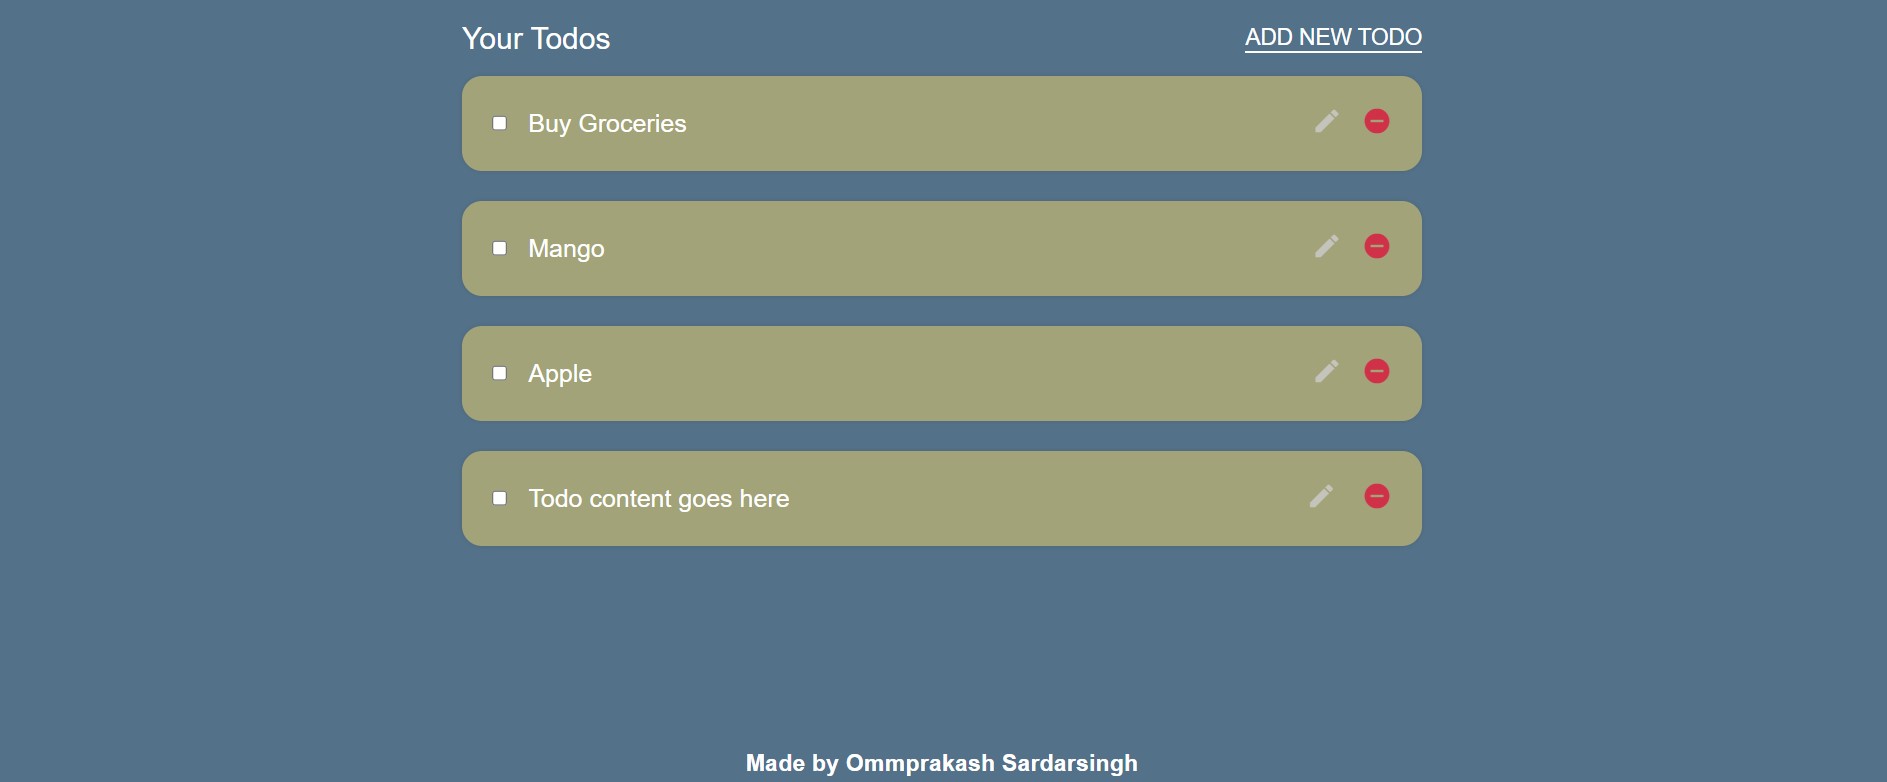 Your Todos
ADD NEW TODO
Buy Groceries
Mango
Apple
Todo content goes here
Made by Ommprakash Sardarsingh